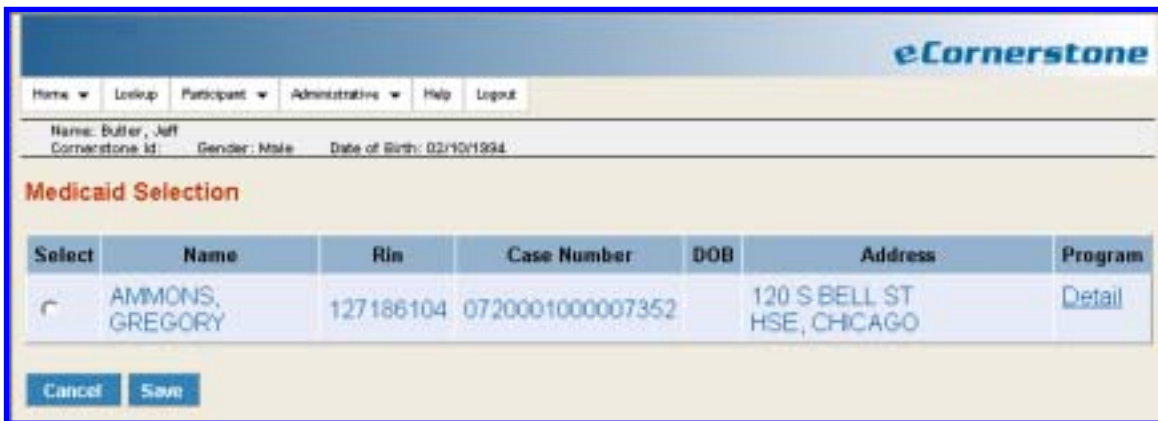 eCornerstone
Home Lookup Participant Administrative Help Logout
Name: Butler, Jeff
Cornerstone Id: Gender: Male Date of Birth: 02/10/1994
Medicaid Selection
Select Name Rin Case Number DOB Address Program
AMMONS, 127186104 0720001000007352 120 S BELL ST Detail
GREGORY HSE, CHICAGO
Cancel Save